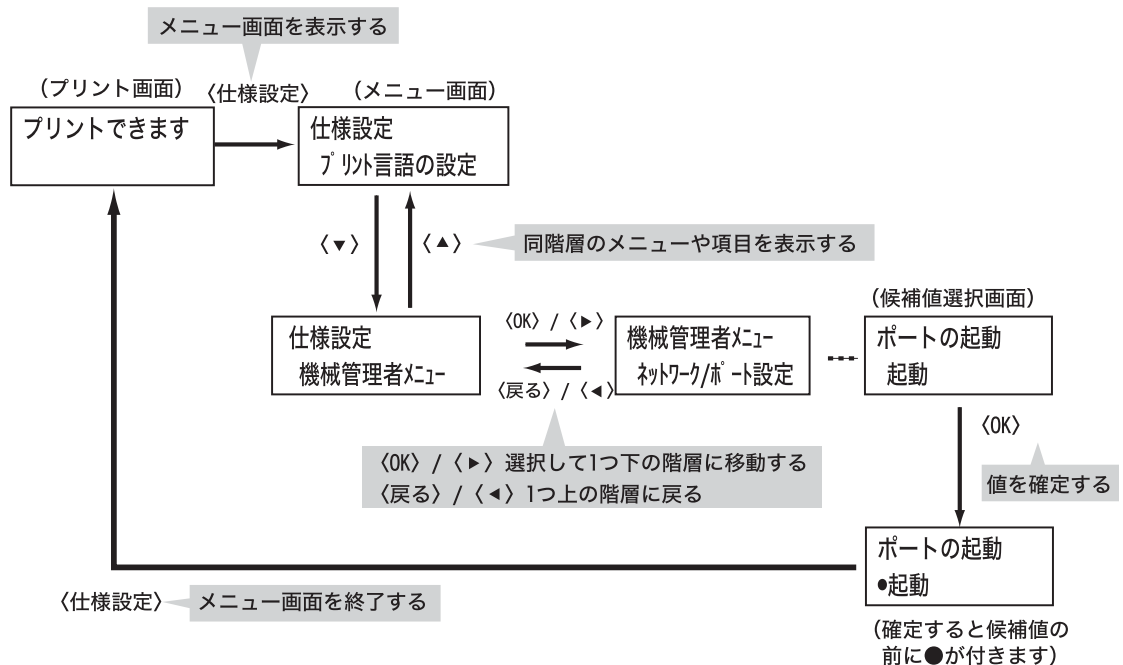 メニュー画面を表示する
（プリント画面）
〈仕様設定〉
（メニュー画面）
プリントできます
仕様設定
ﾌﾟﾘﾝﾄ言語の設定
〈▼〉
〈▲〉
同階層のメニューや項目を表示する
仕様設定
機械管理者ﾒﾆｭｰ
〈OK〉/〈▶〉
〈戻る〉/〈◀〉
機械管理者ﾒﾆｭｰ
ﾈｯﾄﾜｰｸ/ﾎﾟｰﾄ設定
（候補値選択画面）
ポートの起動
起動
〈OK〉/〈▶〉選択して1つ下の階層に移動する
〈戻る〉/〈◀〉1つ上の階層に戻る
〈OK〉
値を確定する
ポートの起動
●起動
（確定すると候補値の
前に●が付きます）
〈仕様設定〉
メニュー画面を終了する